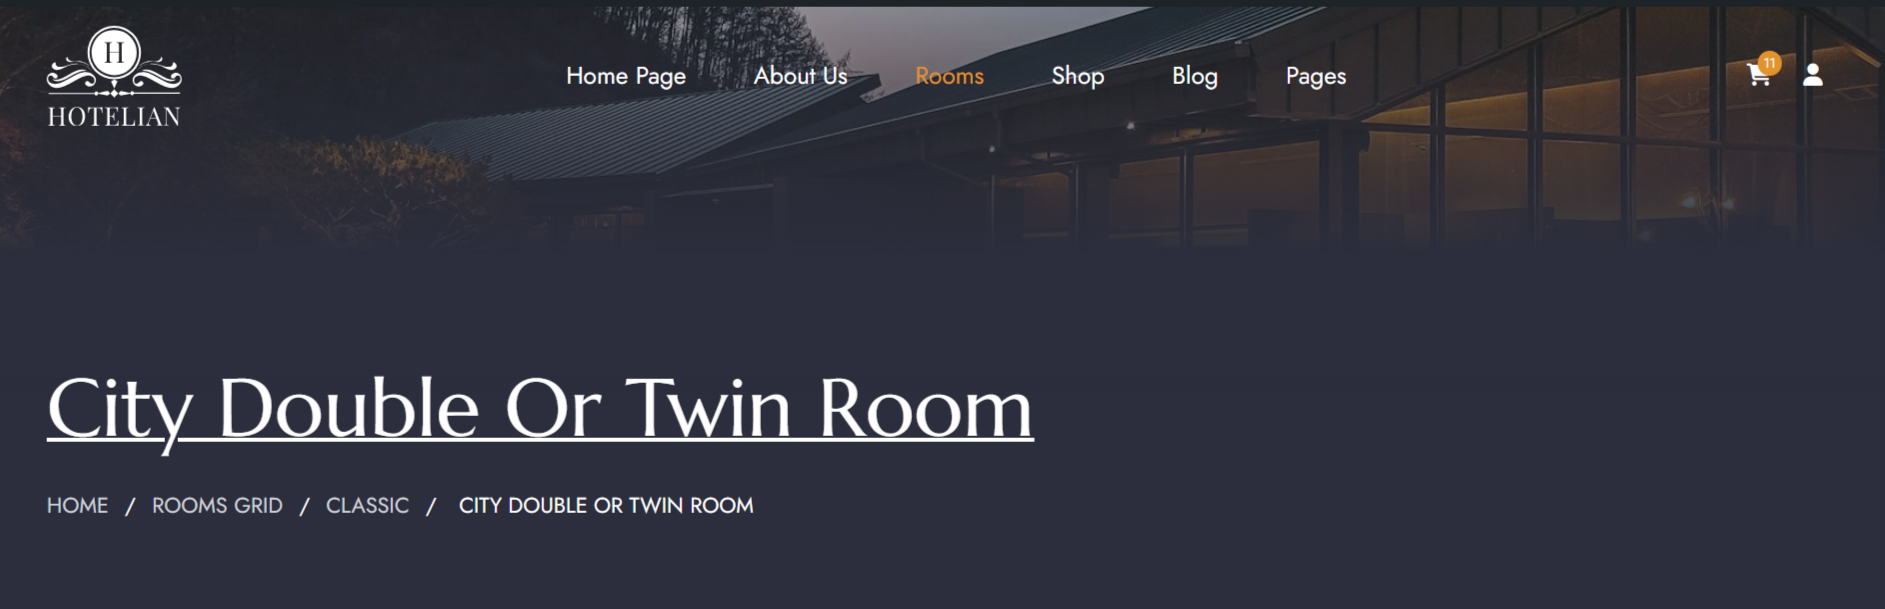 H
HOTELIAN
Home Page About Us Rooms Shop Blog Pages 11
City Double Or Twin Room
HOME / ROOMS GRID / CLASSIC / CITY DOUBLE OR TWIN ROOM